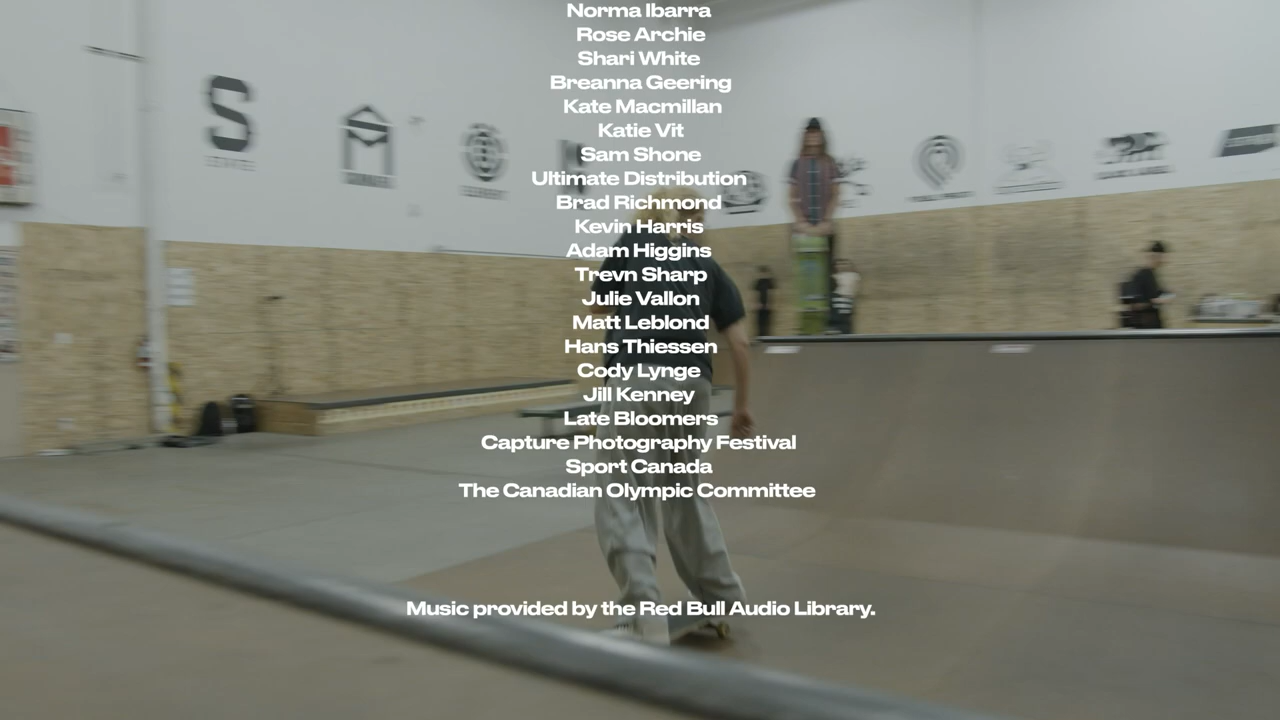 Norma Ibarra
Rose Archie
Shari White
Breanna Geering
Kate Macmillan
Katie Vit
Sam Shone
Ultimate Distribution
Brad Richmond
Kevin Harris
Adam Higgins
Trevn Sharp
Julie Vallon
Matt Leblond
Hans Thiessen
Cody Lynge
Jill Kenney
Late Bloomers
Capture Photography Festival
Sport Canada
The Canadian Olympic Committee
Music provided by the Red Bull Audio Library.